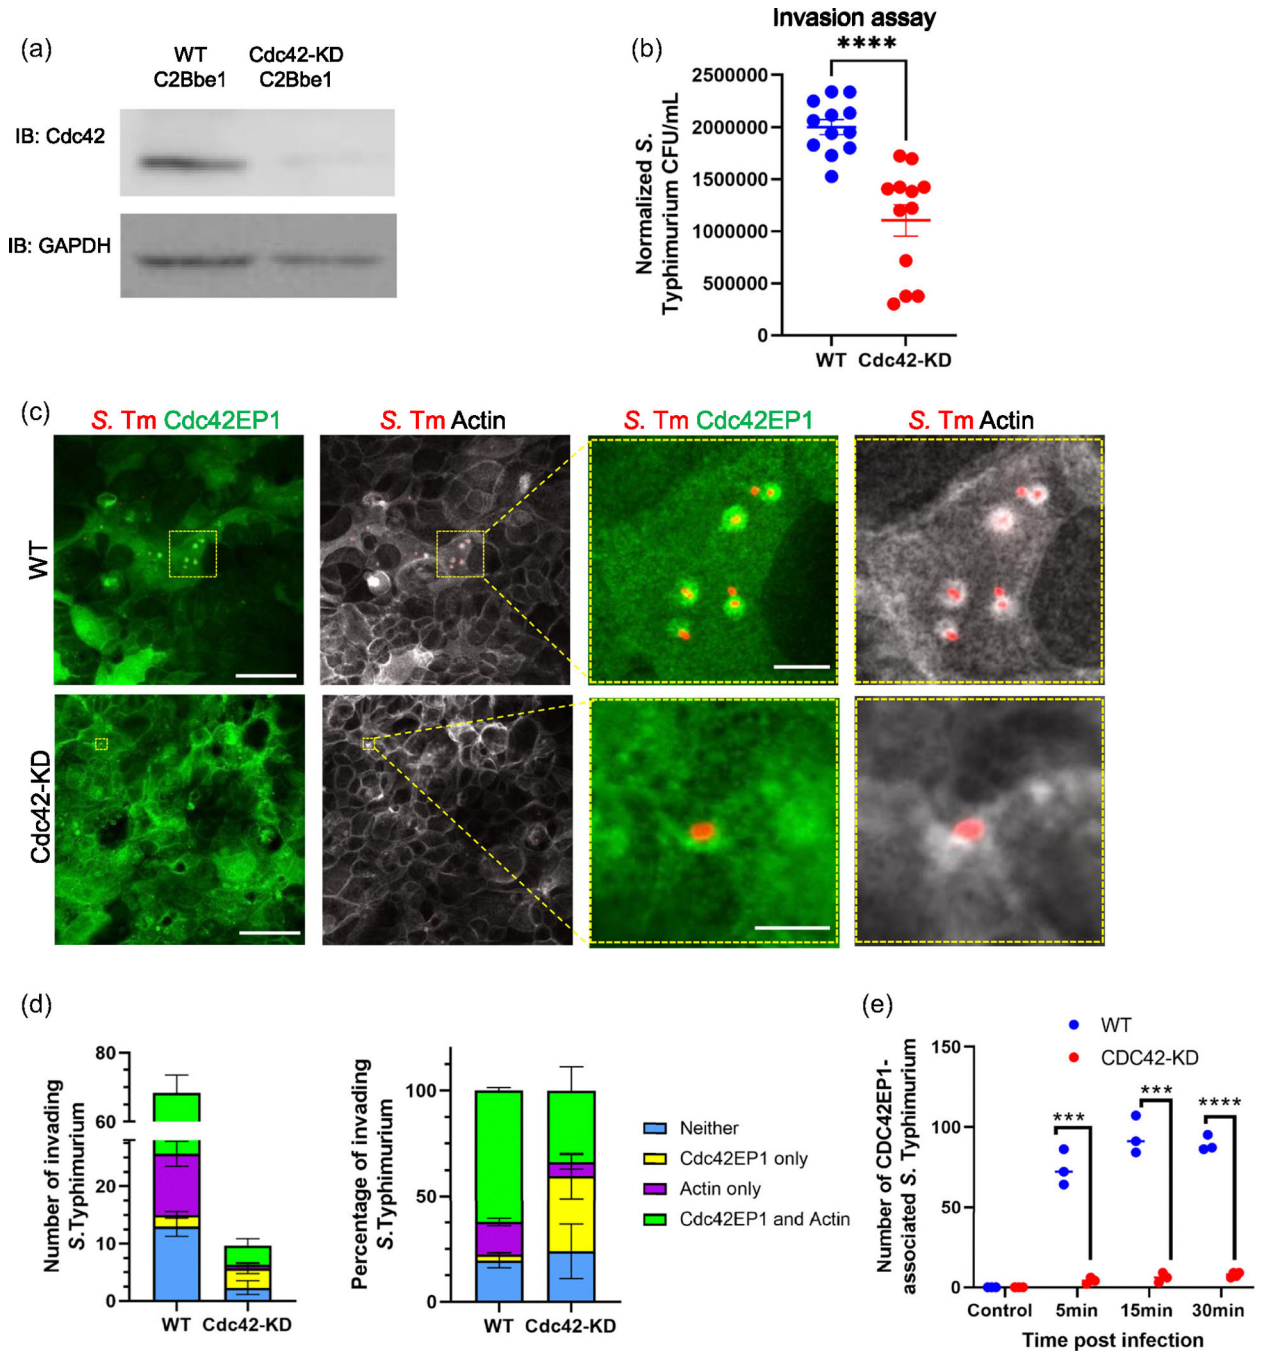 (a)
WT
C2Bbe1
Cdc42-KD
C2Bbe1
IB: Cdc42
IB: GAPDH
(b)
Invasion assay
****
Normalized S.
Typhimurium CFU/mL
2500000
2000000
1500000
1000000
500000
0
WT Cdc42-KD
(c)
S. Tm Cdc42EP1
S. Tm Actin
S. Tm Cdc42EP1
S. Tm Actin
WT
Cdc42-KD
(d)
Number of invading
S.Typhimurium
80
60
20
10
0
WT Cdc42-KD
Percentage of invading
S.Typhimurium
100
50
0
WT Cdc42-KD
Neither
Cdc42EP1 only
Actin only
Cdc42EP1 and Actin
(e)
WT
CDC42-KD
Number of CDC42EP1-
associated S. Typhimurium
150
100
50
0
***
***
****
Control 5min 15min 30min
Time post infection